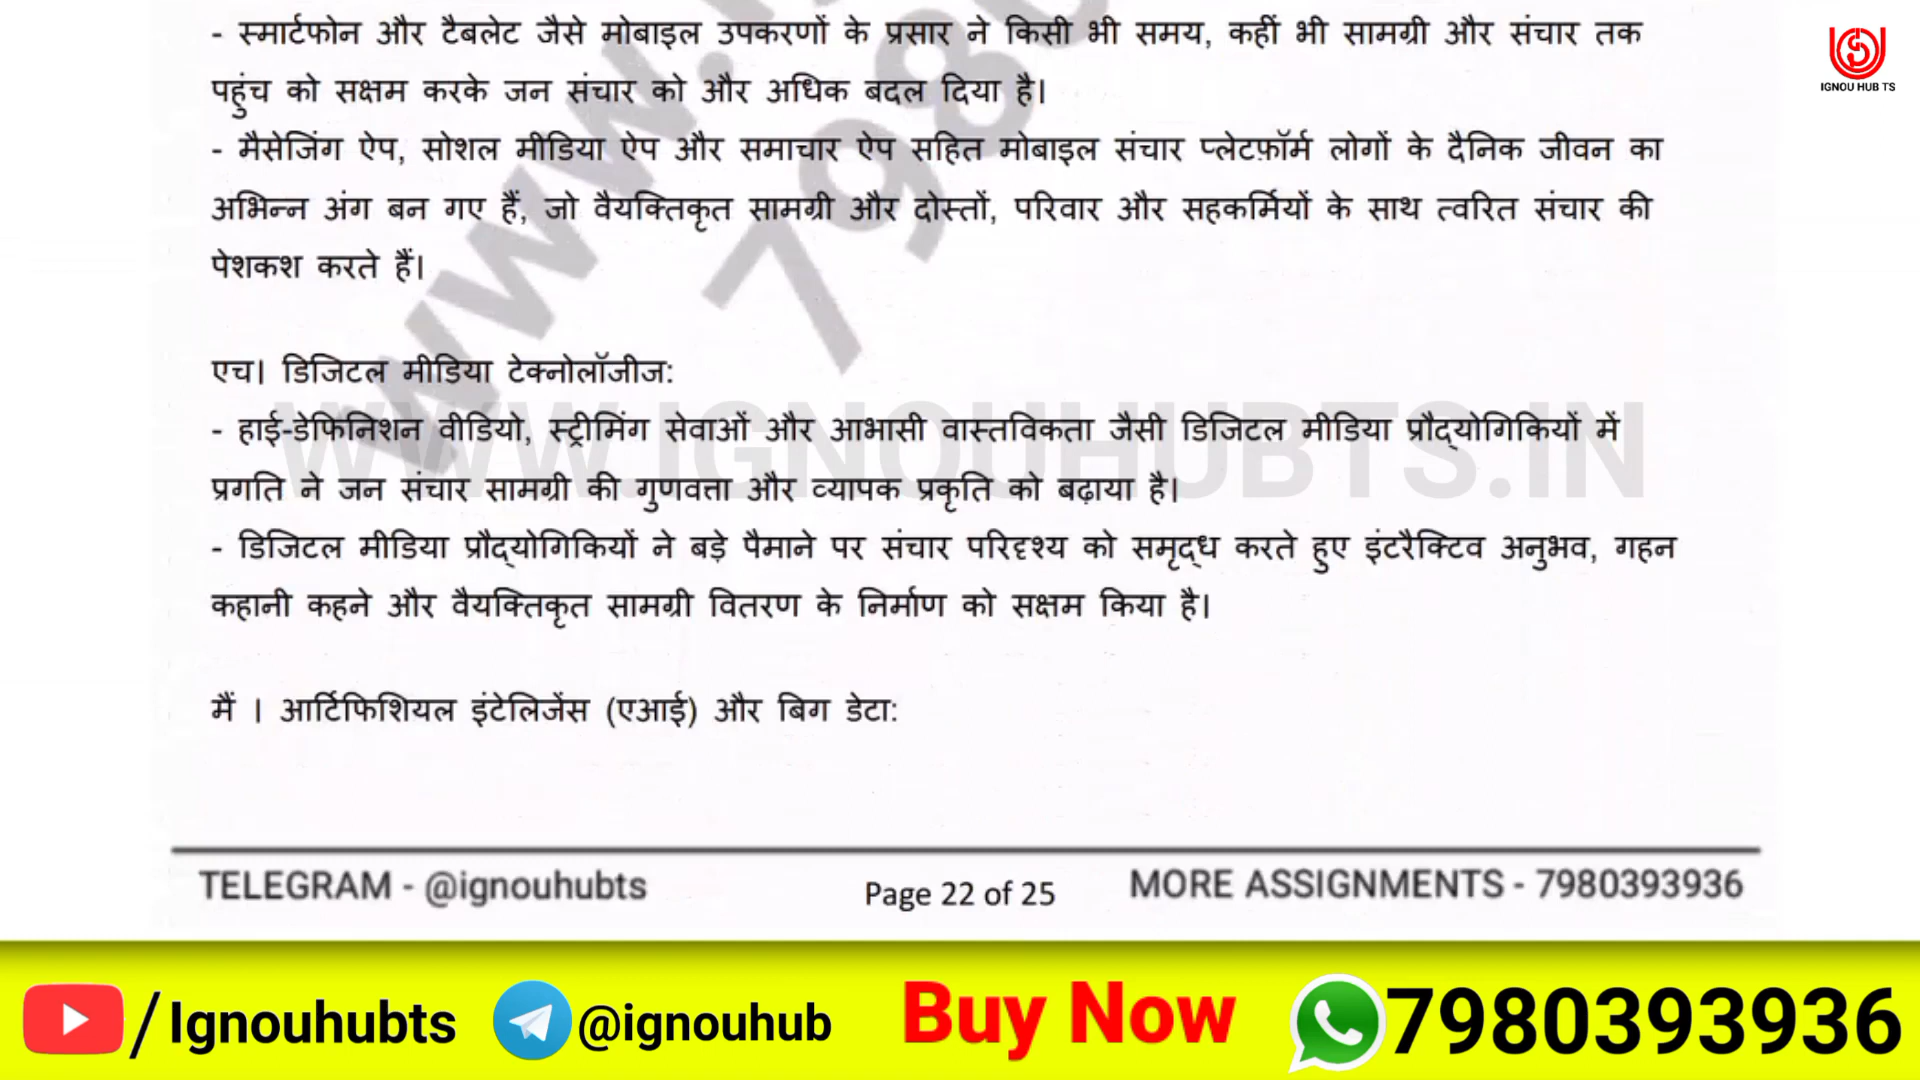 - स्मार्टफोन और टैबलेट जैसे मोबाइल उपकरणों के प्रसार ने किसी भी समय, कहीं भी सामग्री और संचार तक
पहुंच को सक्षम करके जन संचार को और अधिक बदल दिया है।
- मैसेजिंग ऐप, सोशल मीडिया ऐप और समाचार ऐप सहित मोबाइल संचार प्लेटफ़ॉर्म लोगों के दैनिक जीवन का
अभिन्न अंग बन गए हैं, जो वैयक्तिकृत सामग्री और दोस्तों, परिवार और सहकर्मियों के साथ त्वरित संचार की
पेशकश करते हैं।
एच। डिजिटल मीडिया टेक्नोलॉजीज:
- हाई-डेफिनिशन वीडियो, स्ट्रीमिंग सेवाओं और आभासी वास्तविकता जैसी डिजिटल मीडिया प्रौद्योगिकियों में
प्रगति ने जन संचार सामग्री की गुणवत्ता और व्यापक प्रकृति को बढ़ाया है।
- डिजिटल मीडिया प्रौद्योगिकियों ने बड़े पैमाने पर संचार परिदृश्य को समृद्ध करते हुए इंटरैक्टिव अनुभव, गहन
कहानी कहने और वैयक्तिकृत सामग्री वितरण के निर्माण को सक्षम किया है।
मैं । आर्टिफिशियल इंटेलिजेंस (एआई) और बिग डेटा:
IGNOU HUB TS
WWW.IGNOUHUBTS.IN
www.
798
TELEGRAM - @ignouhubts Page 22 of 25 MORE ASSIGNMENTS - 7980393936
/Ignouhubts @ignouhub Buy Now 7980393936